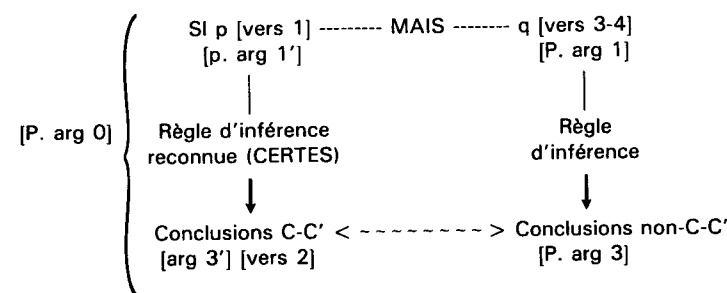 SI p [vers 1] --------- MAIS ------- q [vers 3-4]
[p. arg 1′] [P. arg 1]
[P. arg 0] Règle d'inférence Règle
reconnue (CERTES) d'inférence
Conclusions C-C′ < ~ ~ ~ ~ ~ ~ ~ ~ > Conclusions non-C-C′
[arg 3′] [vers 2] [P. arg 3]